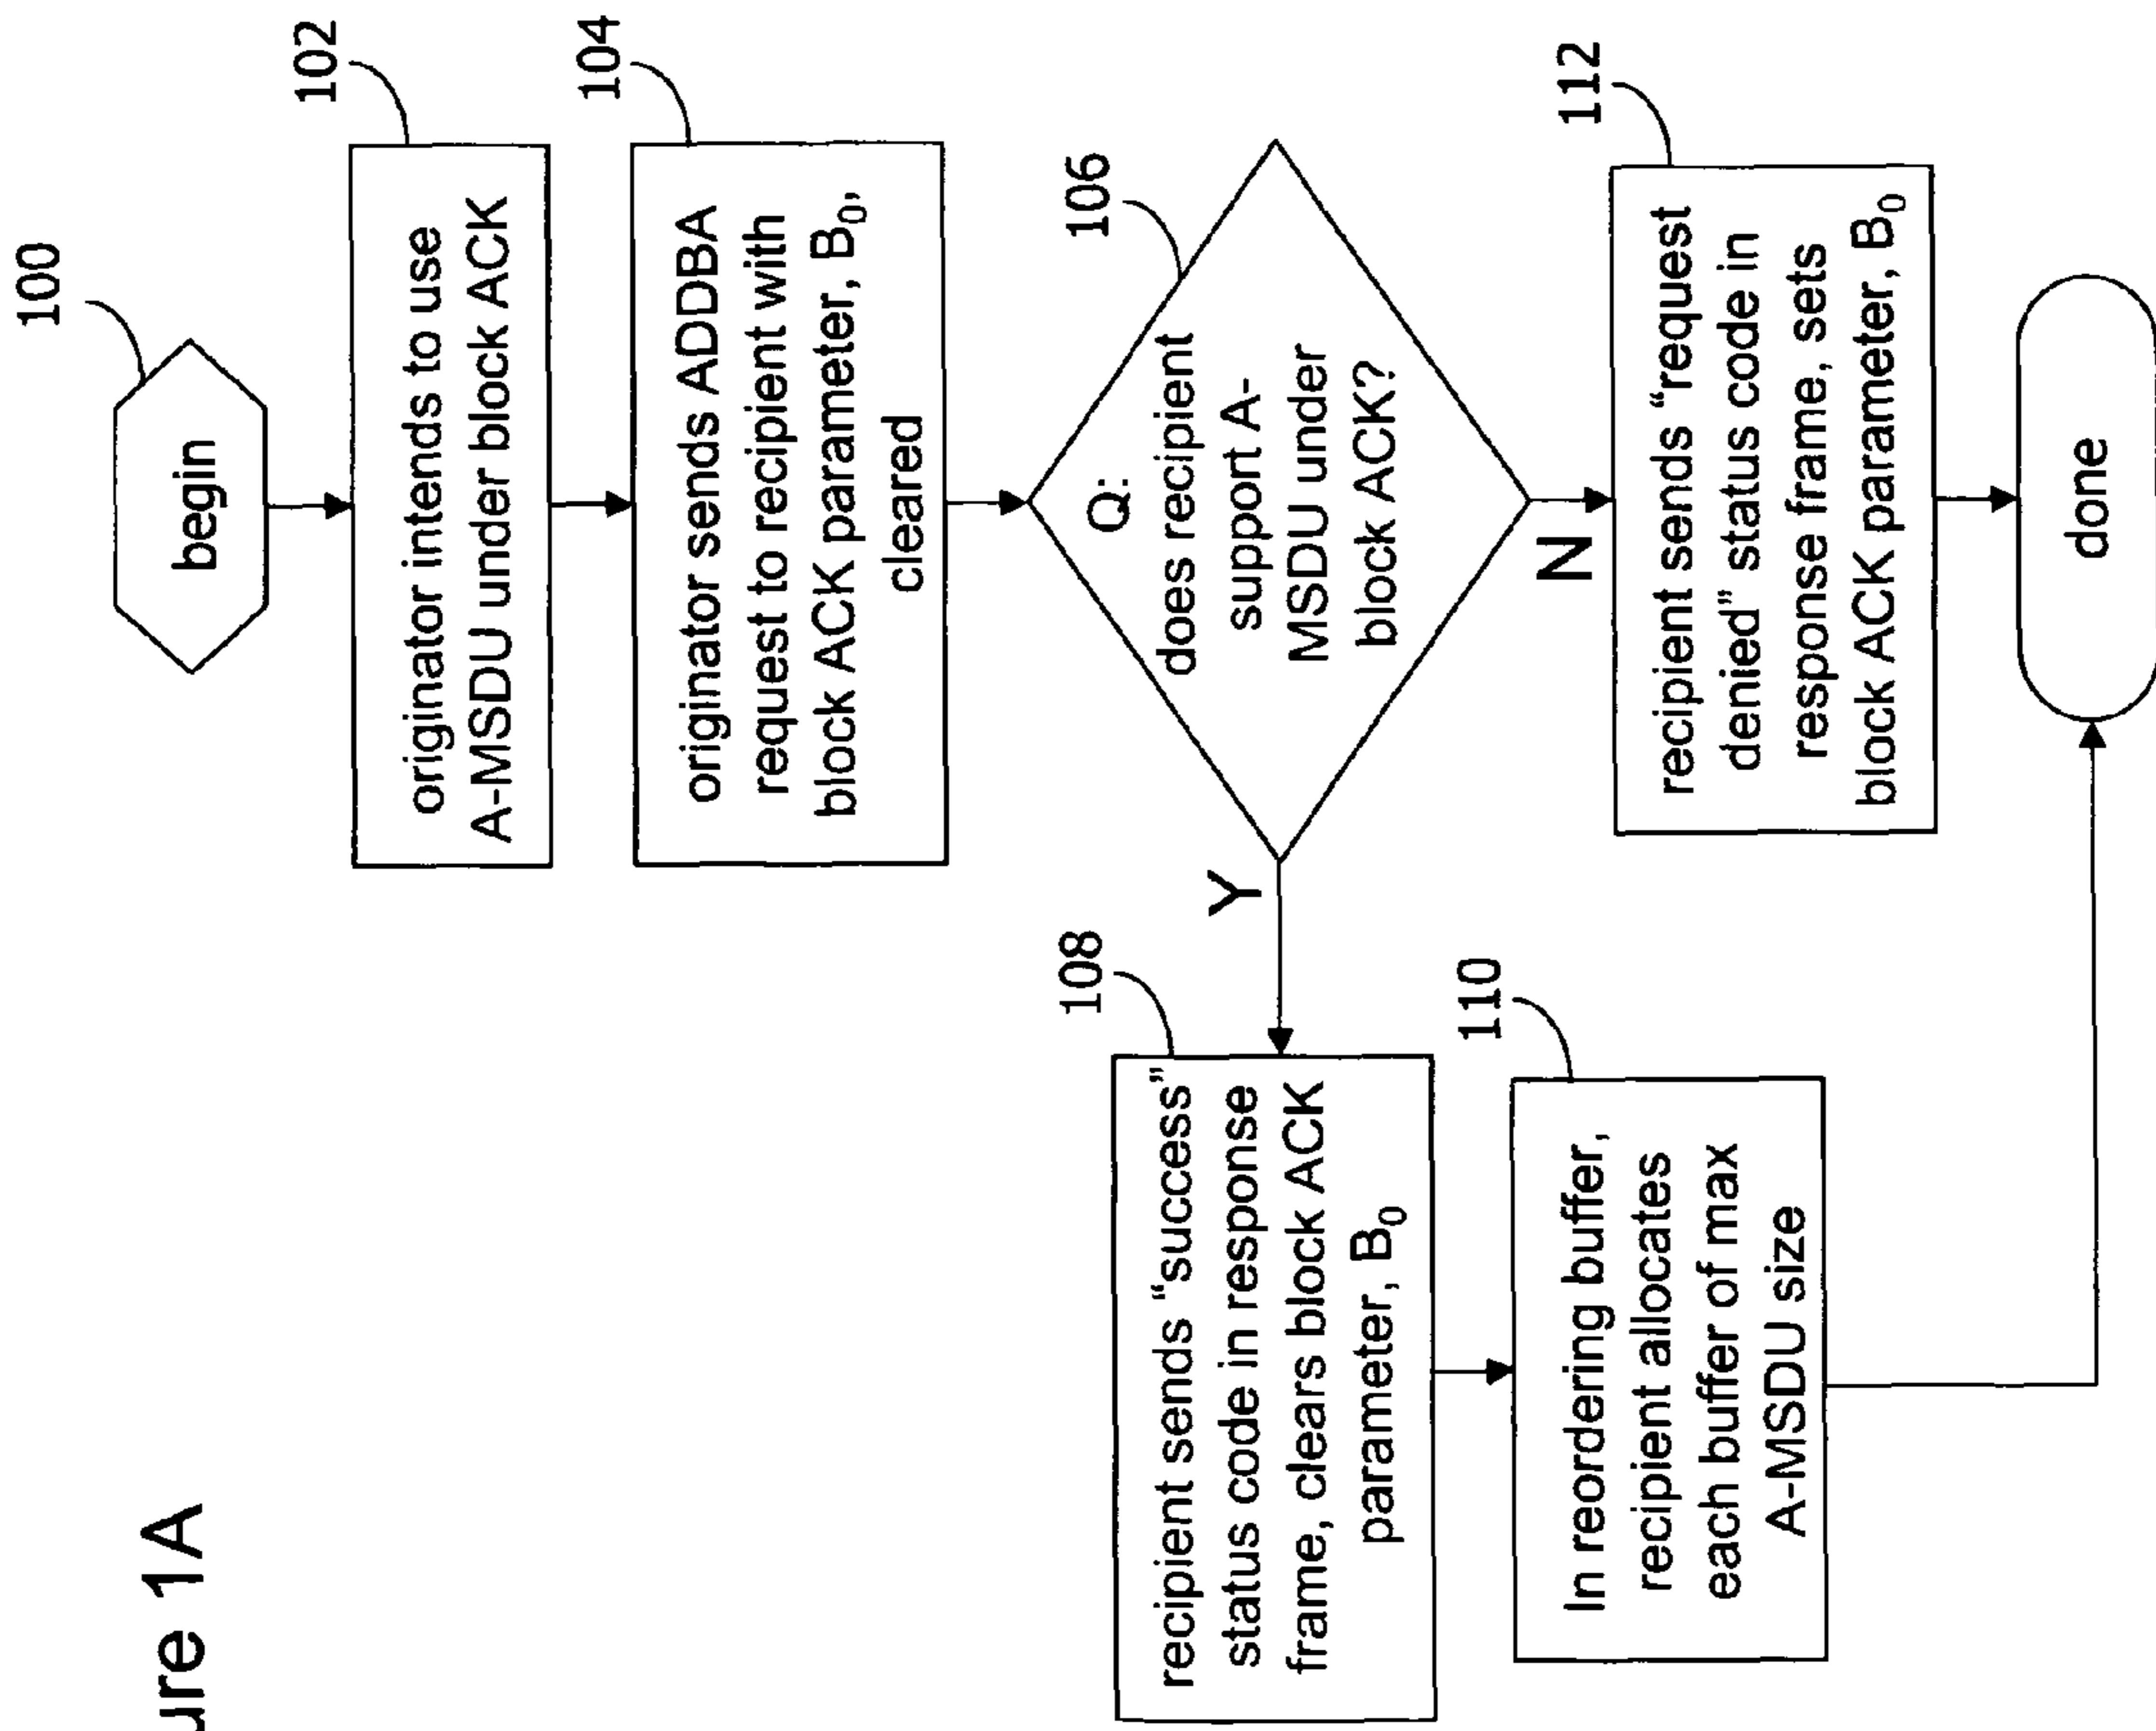 ure 1A
100
begin
102
originator intends to use
A-MSDU under block ACK
104
originator sends ADDBA
request to recipient with
block ACK parameter, B₀,
cleared
106
Q:
does recipient
support A-
MSDU under
block ACK?
Y
N
108
recipient sends “success”
status code in response
frame, clears block ACK
parameter, B₀
110
In reordering buffer,
recipient allocates
each buffer of max
A-MSDU size
112
recipient sends “request
denied” status code in
response frame, sets
block ACK parameter, B₀
done